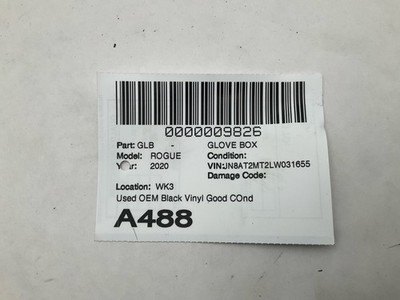 0000009826
Part: GLB - GLOVE BOX
Model: ROGUE Condition:
Year: 2020 VIN:JN8AT2MT2LW031655
Damage Code:
Location: WK3
Used OEM Black Vinyl Good COnd
A488